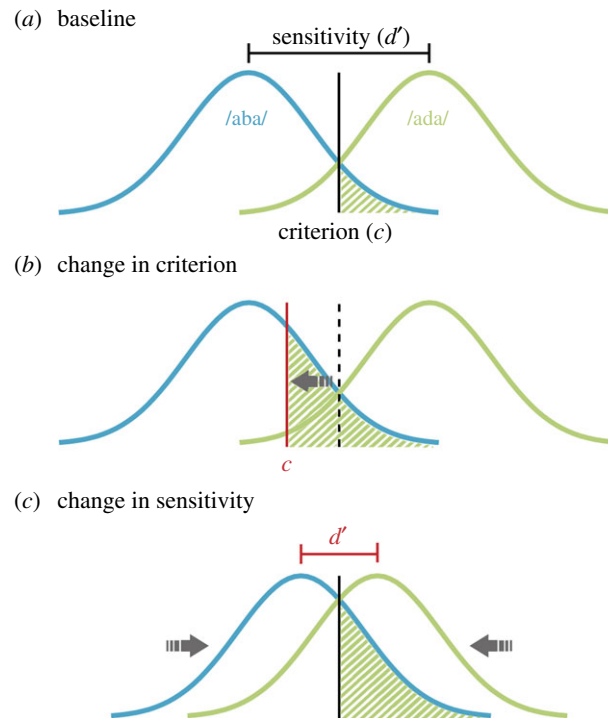 (a) baseline
sensitivity (d′)
/aba/ /ada/
criterion (c)
(b) change in criterion
c
(c) change in sensitivity
d′